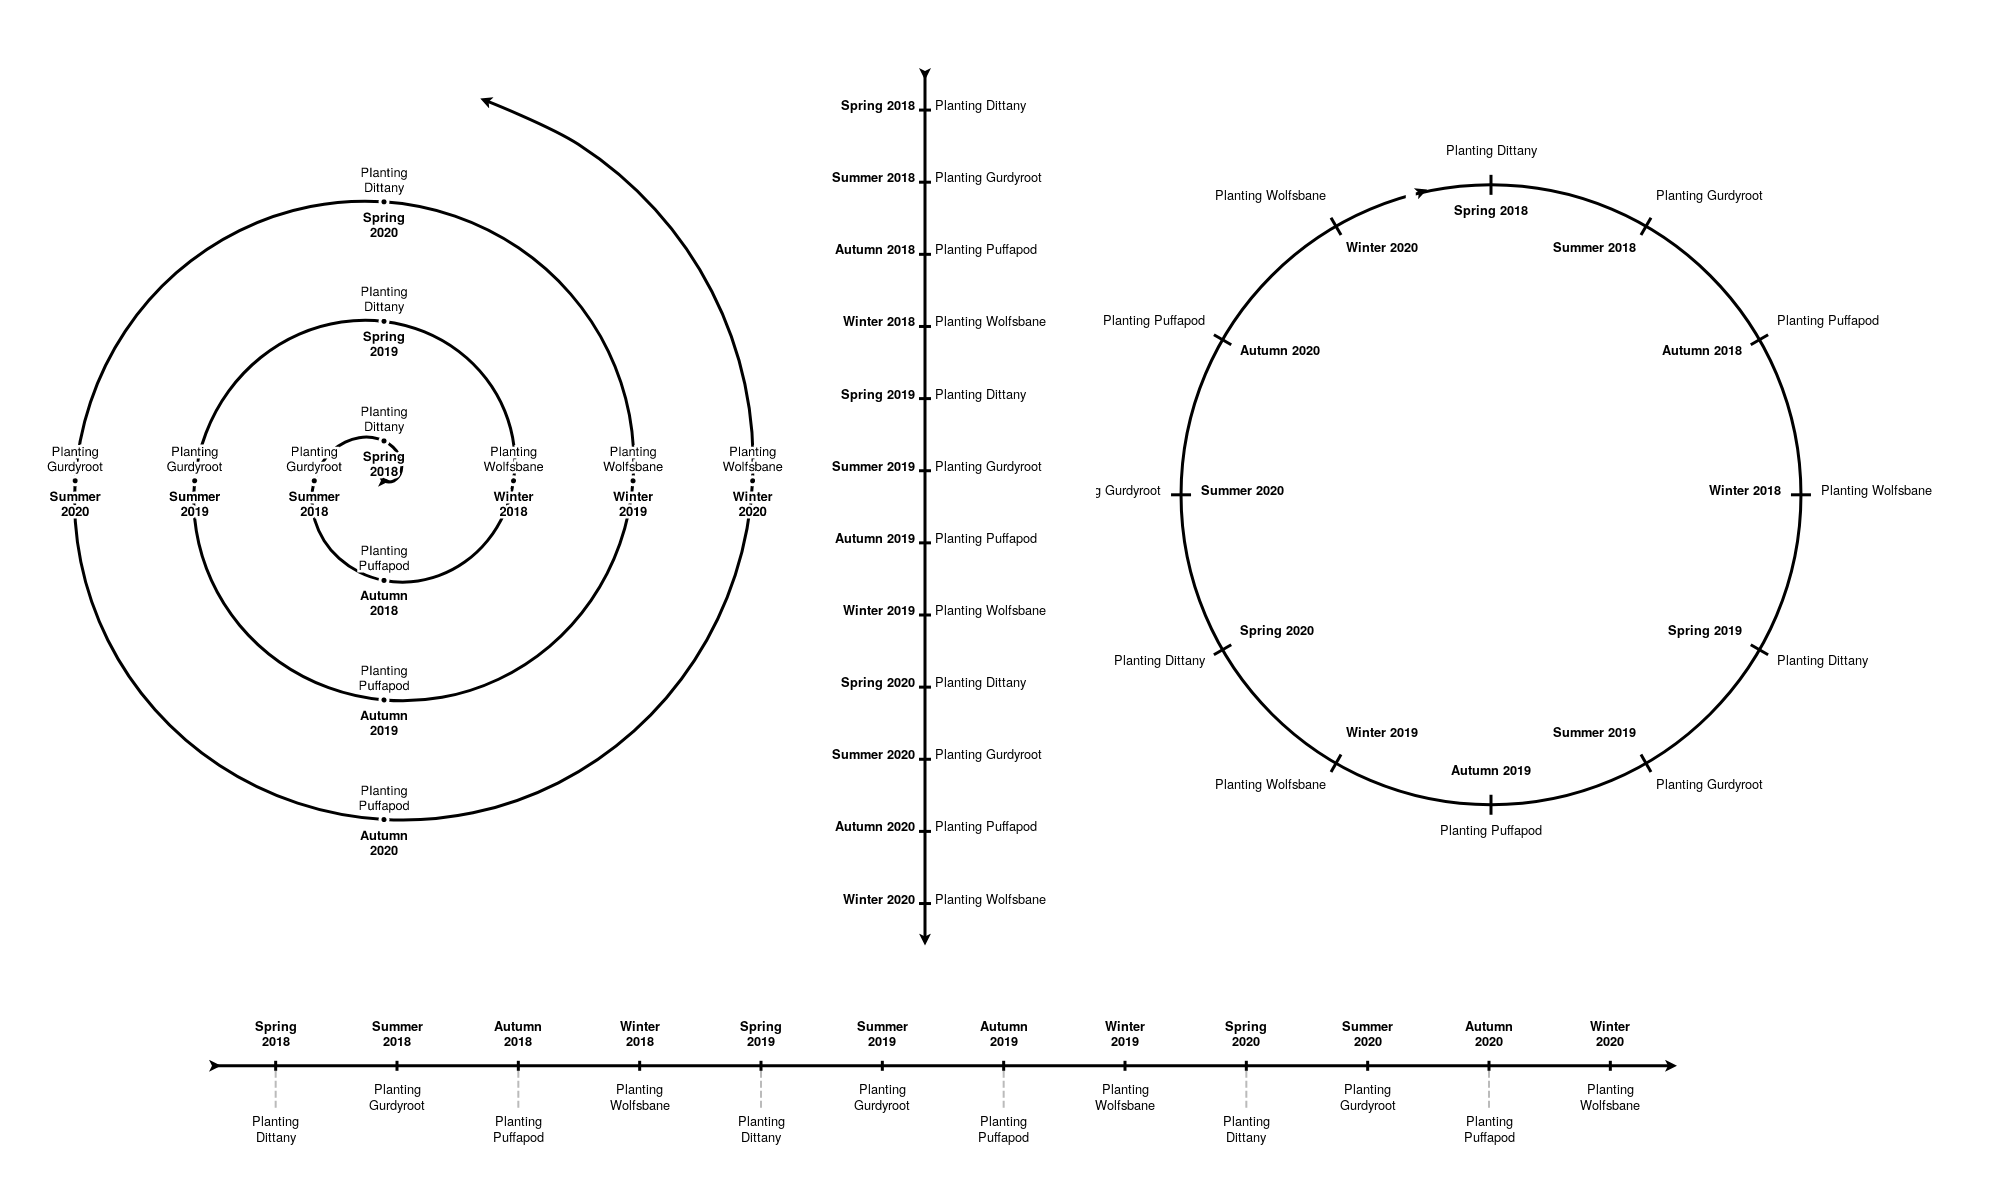 Planting
Dittany
Spring
2020
Planting
Dittany
Spring
2019
Planting
Dittany
Spring
2018
Planting
Gurdyroot
Summer
2020
Planting
Gurdyroot
Summer
2019
Planting
Gurdyroot
Summer
2018
Planting
Wolfsbane
Winter
2018
Planting
Wolfsbane
Winter
2019
Planting
Wolfsbane
Winter
2020
Planting
Puffapod
Autumn
2018
Planting
Puffapod
Autumn
2019
Planting
Puffapod
Autumn
2020
Spring 2018 Planting Dittany
Summer 2018 Planting Gurdyroot
Autumn 2018 Planting Puffapod
Winter 2018 Planting Wolfsbane
Spring 2019 Planting Dittany
Summer 2019 Planting Gurdyroot
Autumn 2019 Planting Puffapod
Winter 2019 Planting Wolfsbane
Spring 2020 Planting Dittany
Summer 2020 Planting Gurdyroot
Autumn 2020 Planting Puffapod
Winter 2020 Planting Wolfsbane
Planting Dittany
Spring 2018
Planting Gurdyroot
Summer 2018
Planting Puffapod
Autumn 2018
Winter 2018 Planting Wolfsbane
Spring 2019
Planting Dittany
Summer 2019
Planting Gurdyroot
Autumn 2019
Planting Puffapod
Winter 2019
Planting Wolfsbane
Spring 2020
Planting Dittany
g Gurdyroot Summer 2020
Planting Puffapod
Autumn 2020
Planting Wolfsbane
Winter 2020
Spring
2018
Planting
Dittany
Summer
2018
Planting
Gurdyroot
Autumn
2018
Planting
Puffapod
Winter
2018
Planting
Wolfsbane
Spring
2019
Planting
Dittany
Summer
2019
Planting
Gurdyroot
Autumn
2019
Planting
Puffapod
Winter
2019
Planting
Wolfsbane
Spring
2020
Planting
Dittany
Summer
2020
Planting
Gurdyroot
Autumn
2020
Planting
Puffapod
Winter
2020
Planting
Wolfsbane